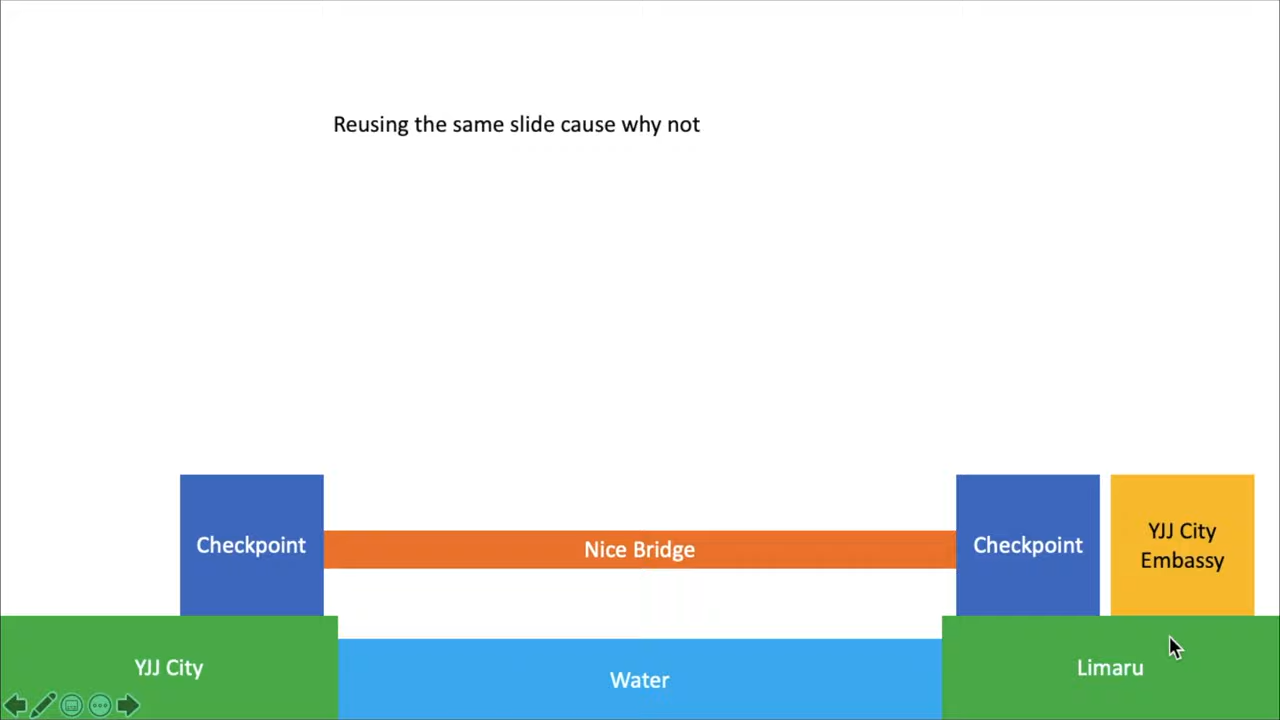 Reusing the same slide cause why not
Checkpoint
Nice Bridge
Checkpoint
YJJ City
Embassy
YJJ City
Water
Limaru